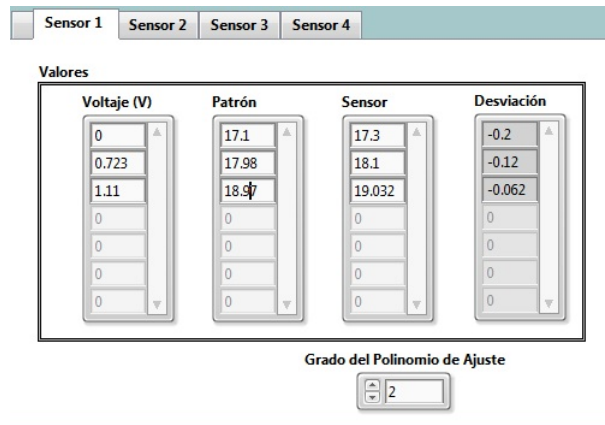 Sensor 1 Sensor 2 Sensor 3 Sensor 4
Valores
Voltaje (V) Patrón Sensor Desviación
0 17.1 17.3 -0.2
0.723 17.98 18.1 -0.12
1.11 18.97 19.032 -0.062
0 0 0 0
0 0 0 0
0 0 0 0
0 0 0 0
Grado del Polinomio de Ajuste
2